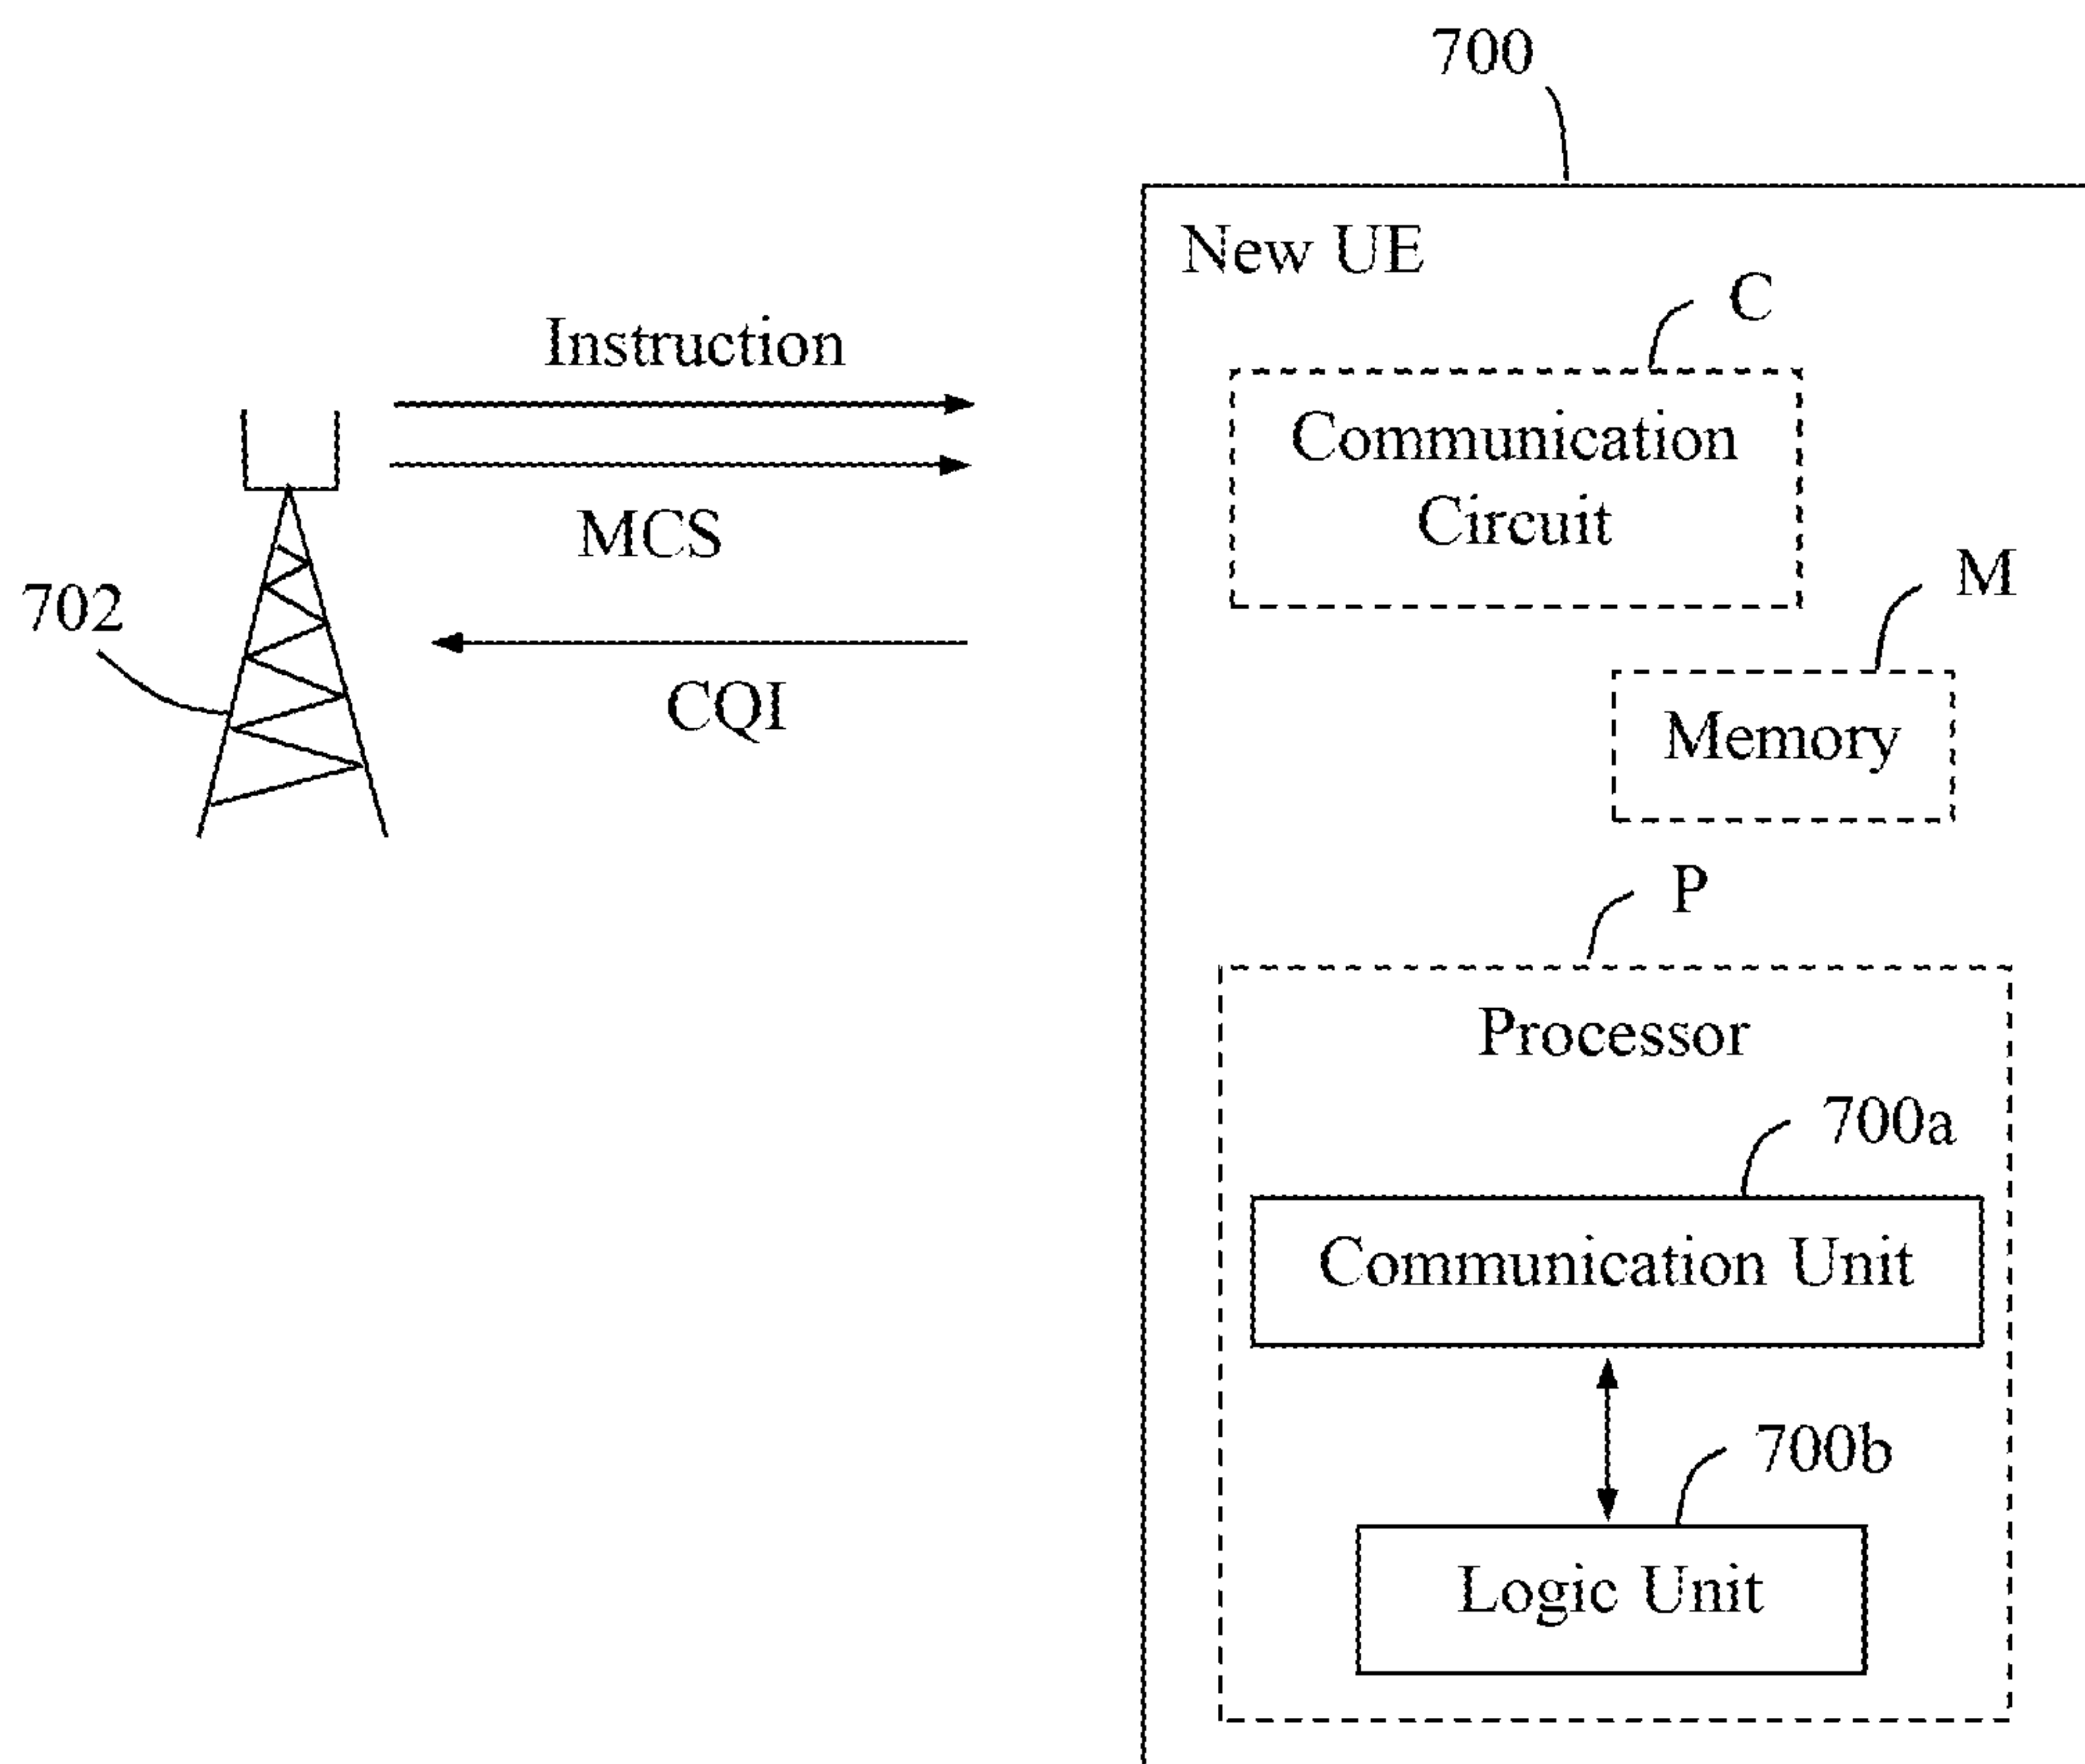 700
New UE
C
Instruction
Communication
Circuit
MCS
M
702
CQI
Memory
P
Processor
700a
Communication Unit
700b
Logic Unit